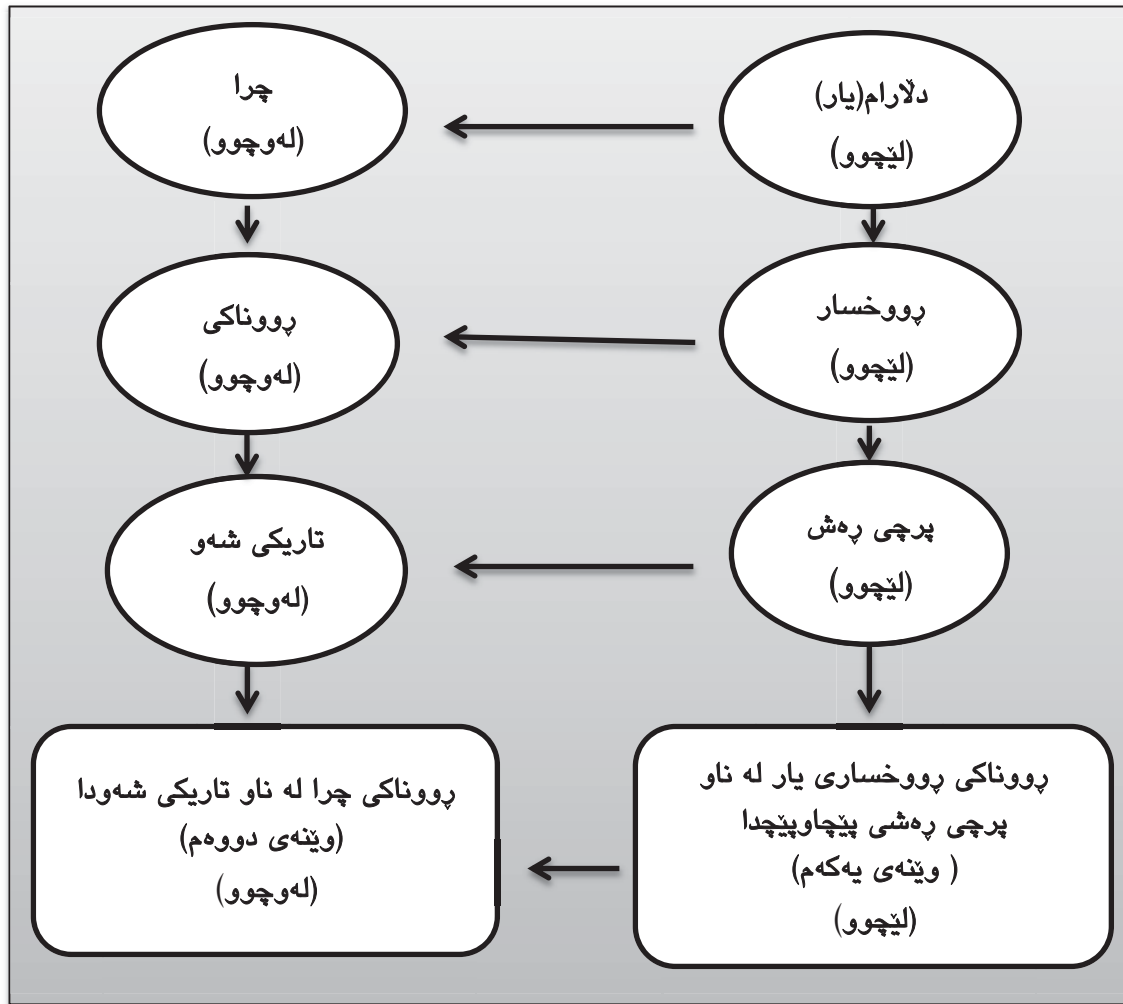 دڵارام(یار)
(لێچوو)
چرا
(لەوچوو)
ڕووخسار
(لێچوو)
ڕووناکی
(لەوچوو)
پرچی ڕەش
(لێچوو)
تاریکی شەو
(لەوچوو)
ڕووناکی ڕووخساری یار لە ناو
پرچی ڕەشی پێچاوپێچدا
( وێنەی یەکەم)
(لێچوو)
ڕووناکی چرا لە ناو تاریکی شەودا
(وێنەی دووەم)
(لەوچوو)